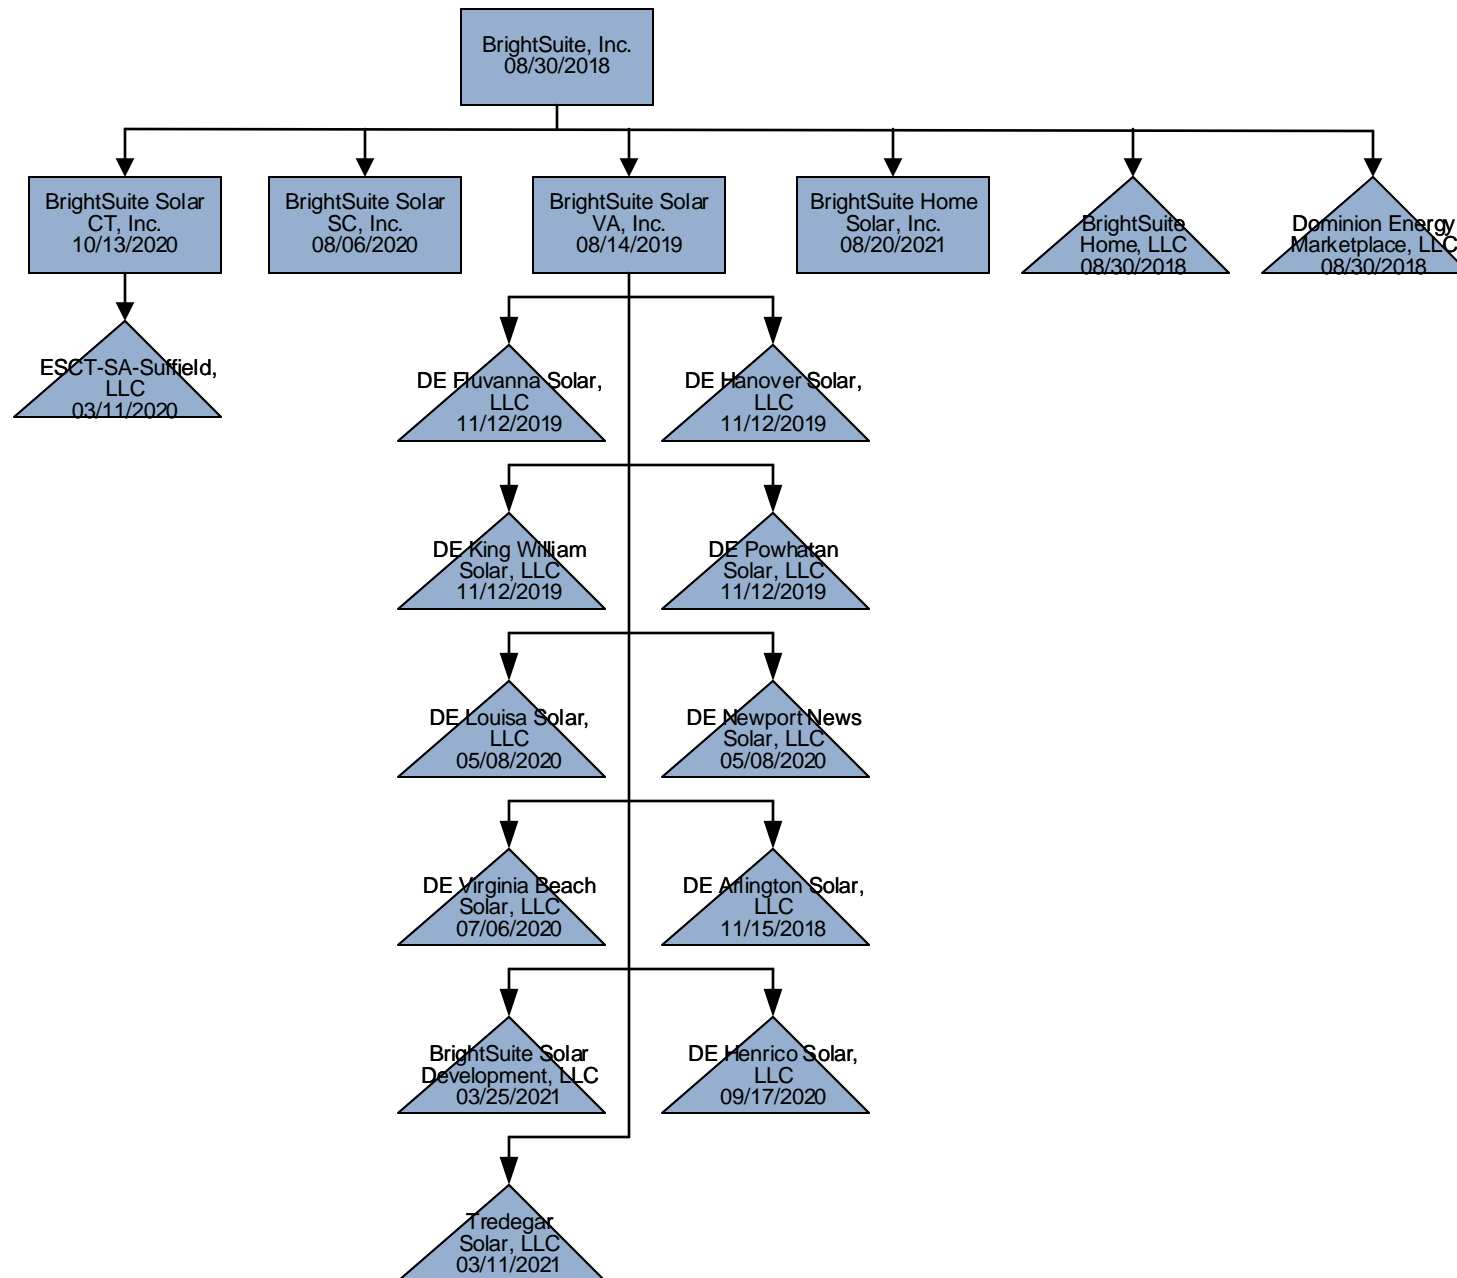 BrightSuite, Inc.
08/30/2018
BrightSuite Solar
CT, Inc.
10/13/2020
BrightSuite Solar
SC, Inc.
08/06/2020
BrightSuite Solar
VA, Inc.
08/14/2019
BrightSuite Home
Solar, Inc.
08/20/2021
BrightSuite
Home, LLC
08/30/2018
Dominion Energy
Marketplace, LLC
08/30/2018
ESCT-SA-Suffield,
LLC
03/11/2020
DE Fluvanna Solar,
LLC
11/12/2019
DE Hanover Solar,
LLC
11/12/2019
DE King William
Solar, LLC
11/12/2019
DE Powhatan
Solar, LLC
11/12/2019
DE Louisa Solar,
LLC
05/08/2020
DE Newport News
Solar, LLC
05/08/2020
DE Virginia Beach
Solar, LLC
07/06/2020
DE Arlington Solar,
LLC
11/15/2018
BrightSuite Solar
Development, LLC
03/25/2021
DE Henrico Solar,
LLC
09/17/2020
Tredegar
Solar, LLC
03/11/2021